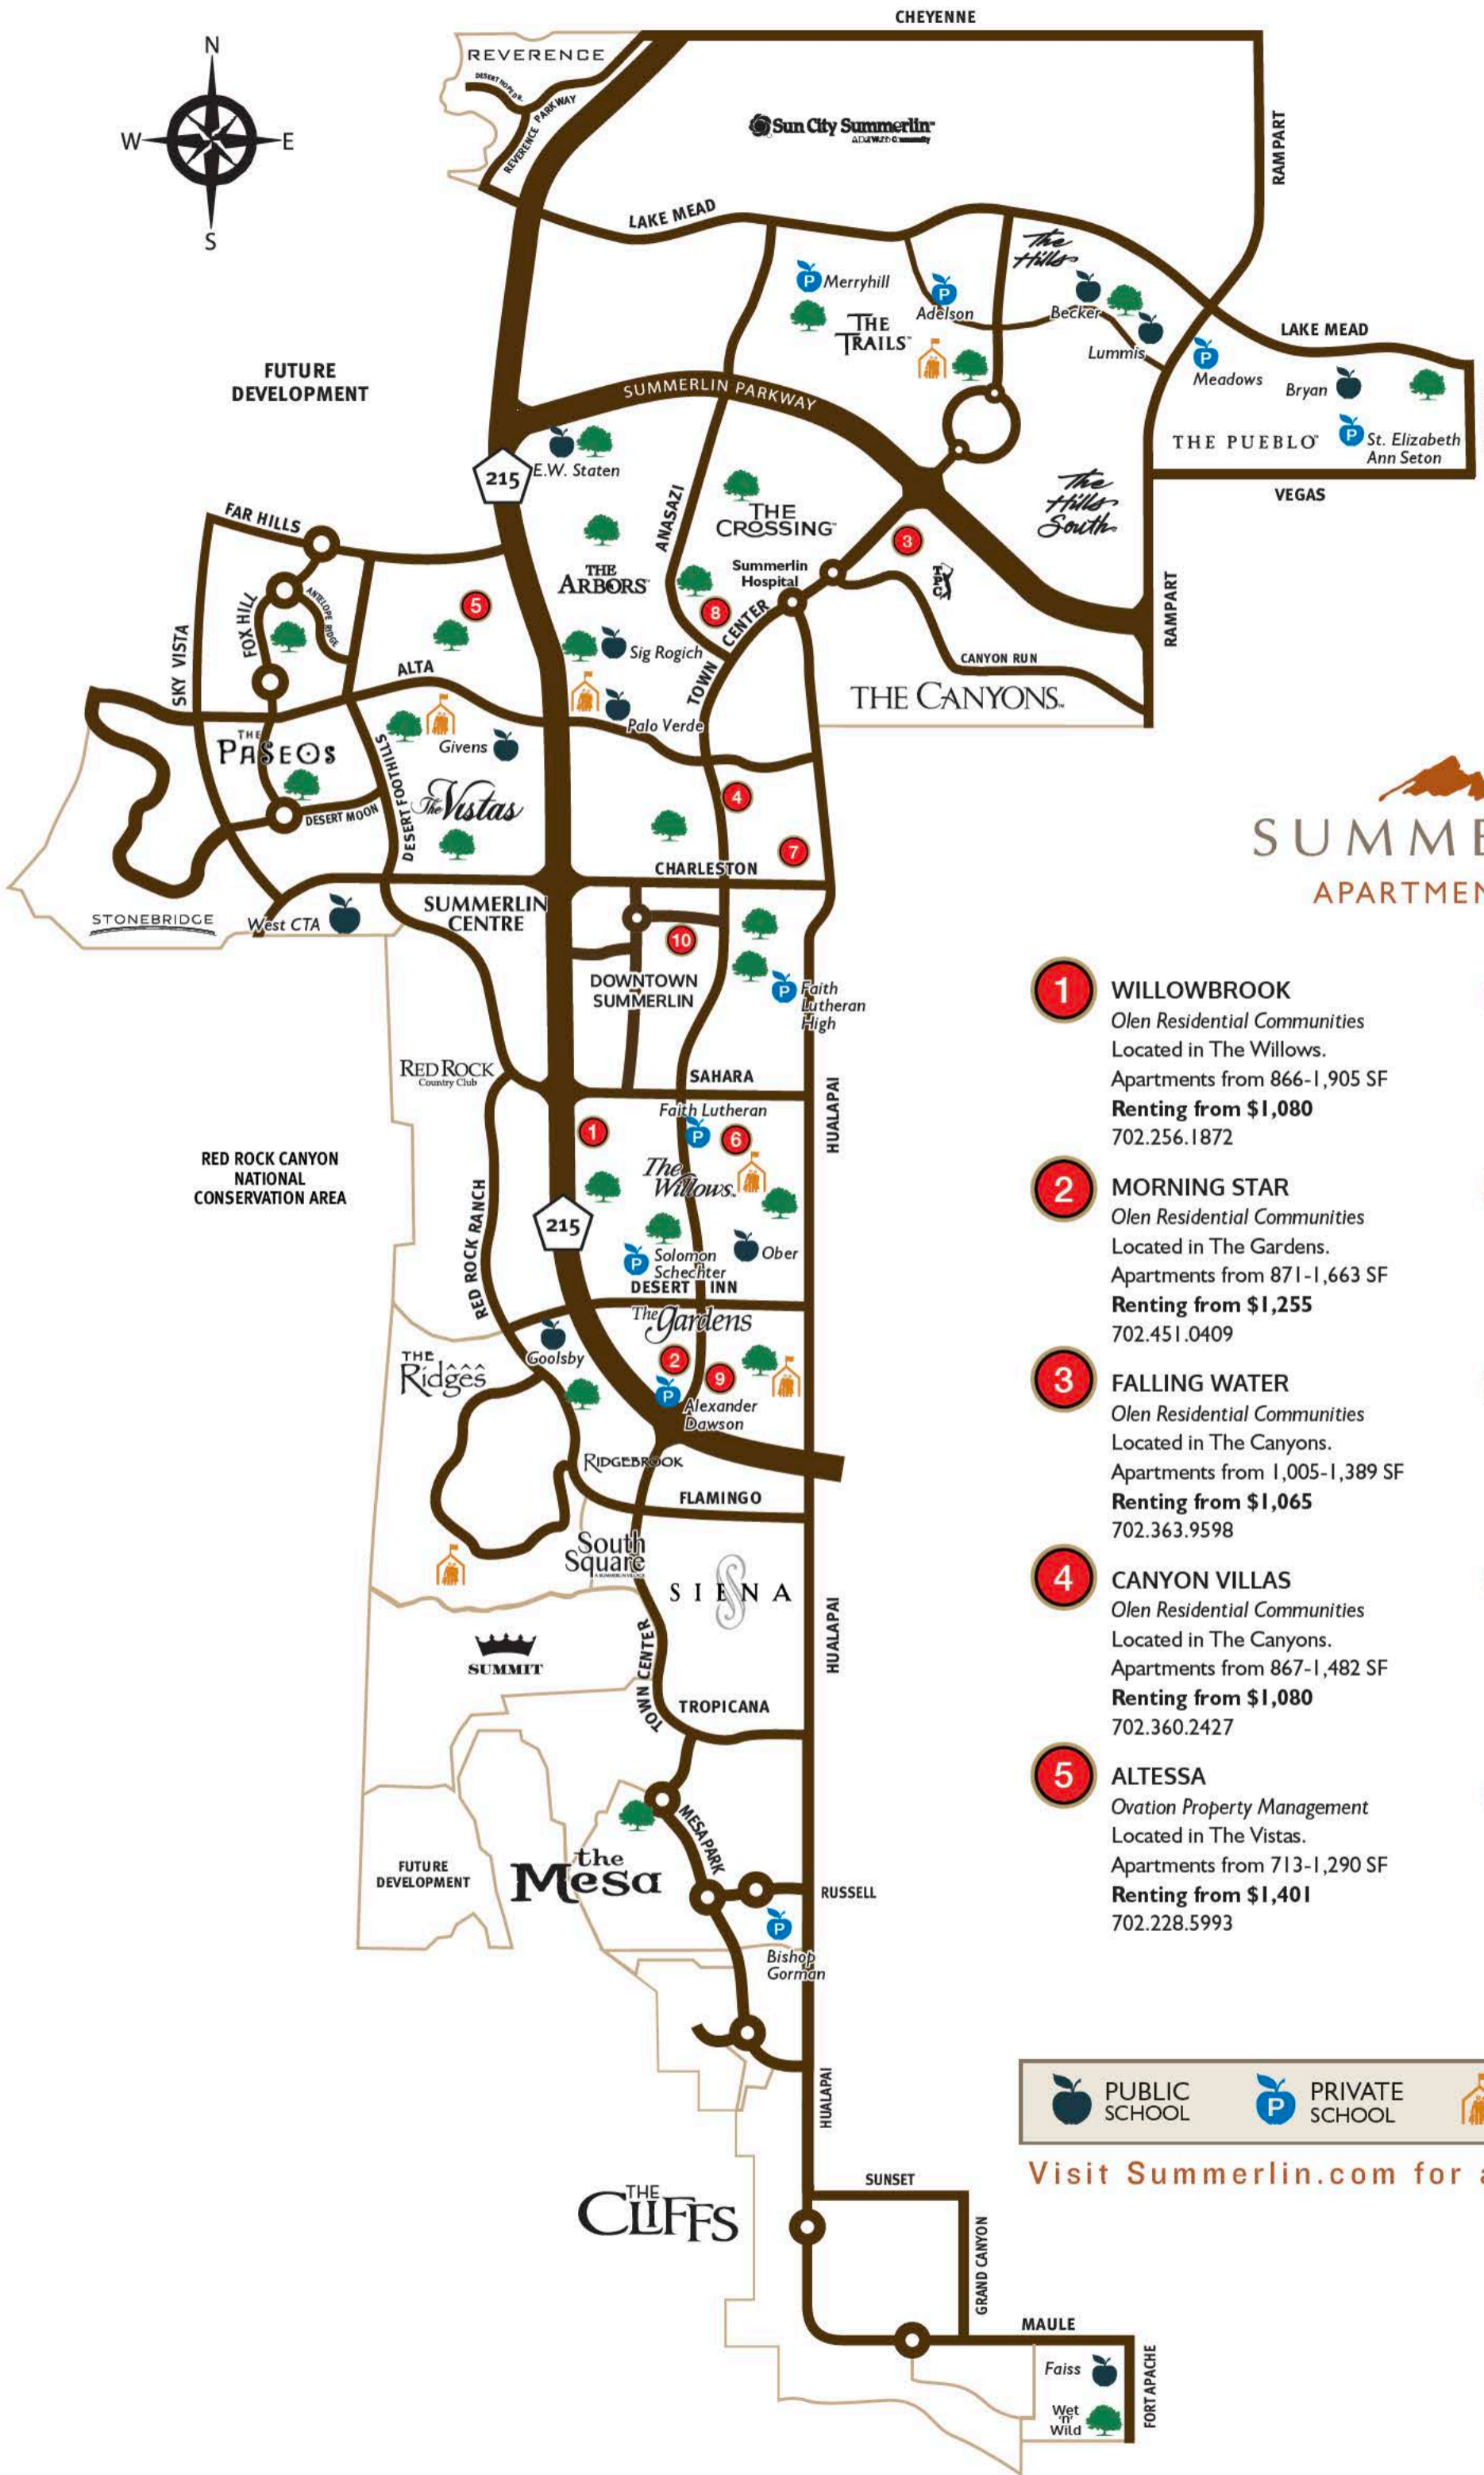 CHEYENNE
N
W
E
S
REVERENCE
DESERT HOPE DR.
REVERENCE PARKWAY
Sun City Summerlin
RAMPART
LAKE MEAD
The
Hills
P Merryhill
P
Adelson
Becker
THE
TRAILS
Lummis
LAKE MEAD
P
Meadows
Bryan
FUTURE
DEVELOPMENT
SUMMERLIN PARKWAY
THE PUEBLO
P St. Elizabeth
Ann Seton
VEGAS
215
E.W. Staten
The
Hills
South
ANASAZI
THE
CROSSING
FAR HILLS
3
THE
ARBORS
Summerlin
Hospital
TPC
8
5
FOX HILL
ANTELOPE RIDGE
SKY VISTA
RAMPART
Sig Rogich
TOWN CENTER
CANYON RUN
ALTA
THE CANYONS
Palo Verde
THE
PASEOS
Givens
DESERT FOOTHILLS
The Vistas
DESERT MOON
4
7
CHARLESTON
STONEBRIDGE
West CTA
SUMMERLIN
CENTRE
10
DOWNTOWN
SUMMERLIN
P Faith
Lutheran
High
RED ROCK
Country Club
SAHARA
HUALAPAI
Faith Lutheran
1
P
6
RED ROCK CANYON
NATIONAL
CONSERVATION AREA
The
Willows
RED ROCK RANCH
215
P Solomon
Schechter
Ober
DESERT INN
The Gardens
THE
Ridges
Goolsby
2
9
P
Alexander
Dawson
RIDGEBROOK
FLAMINGO
South
Square
SIENA
HUALAPAI
SUMMIT
TOWN CENTER
TROPICANA
MESA PARK
FUTURE
DEVELOPMENT
the
Mesa
RUSSELL
P
Bishop
Gorman
HUALAPAI
THE
CLIFFS
SUNSET
GRAND CANYON
MAULE
Faiss
Wet
'n'
Wild
FORT APACHE
SUMME
APARTMEN
1
WILLOWBROOK
Olen Residential Communities
Located in The Willows.
Apartments from 866-1,905 SF
Renting from $1,080
702.256.1872
2
MORNING STAR
Olen Residential Communities
Located in The Gardens.
Apartments from 871-1,663 SF
Renting from $1,255
702.451.0409
3
FALLING WATER
Olen Residential Communities
Located in The Canyons.
Apartments from 1,005-1,389 SF
Renting from $1,065
702.363.9598
4
CANYON VILLAS
Olen Residential Communities
Located in The Canyons.
Apartments from 867-1,482 SF
Renting from $1,080
702.360.2427
5
ALTESSA
Ovation Property Management
Located in The Vistas.
Apartments from 713-1,290 SF
Renting from $1,401
702.228.5993
PUBLIC
SCHOOL
P PRIVATE
SCHOOL
Visit Summerlin.com for